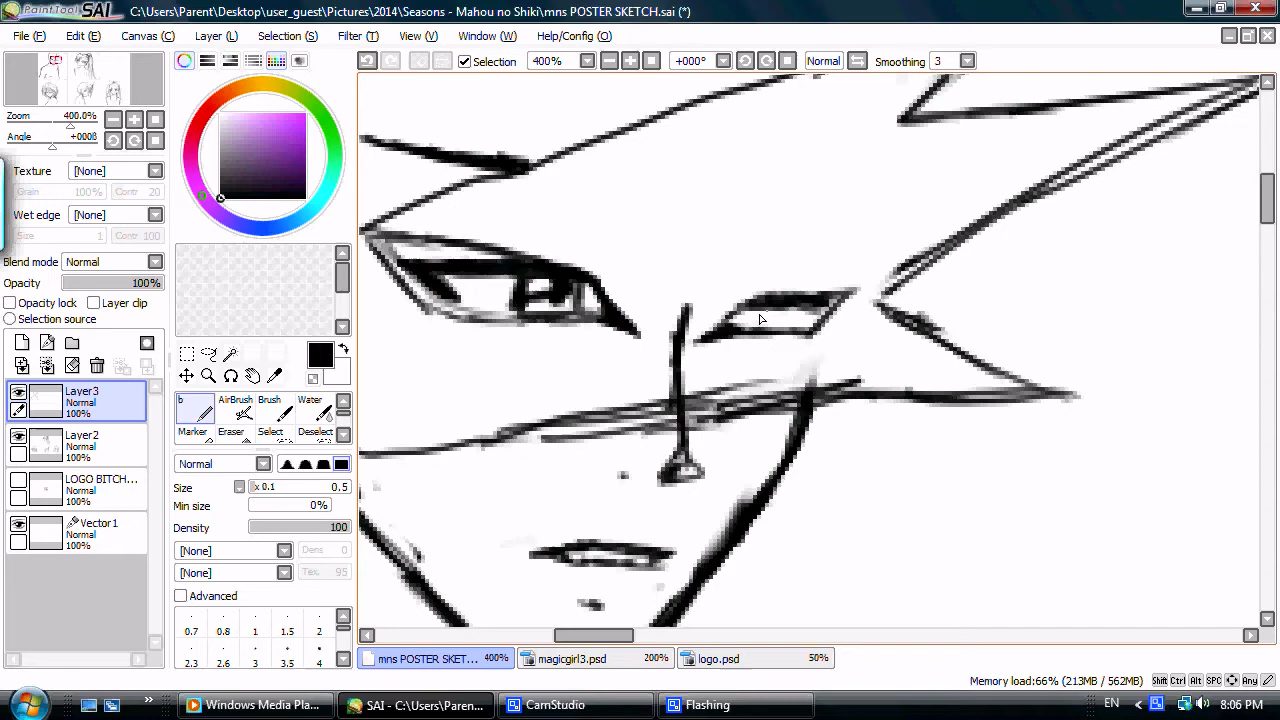 PaintTool SAI C:\Users\Parent\Desktop\user_guest\Pictures\2014\Seasons - Mahou no Shiki\mns POSTER SKETCH.sai (*)
File (F) Edit (E) Canvas (C) Layer (L) Selection (S) Filter (T) View (V) Window (W) Help/Config (O)
Selection 400% +000° Normal Smoothing 3
Zoom 400.0%
Angle +000B
Texture [None]
Grain 100% Contr 20
Wet edge [None]
Size 1 Contr 100
Blend mode Normal
Opacity 100%
Opacity lock Layer clip
Selection source
Layer3
Normal
100%
Layer2
Normal
100%
LOGO BITCH...
Normal
100%
Vector1
Normal
100%
b AirBrush Brush Water
Marker Eraser Select Deselect
Normal
Size x 0.1 0.5
Min size 0%
Density 100
[None] Dens 0
[None] Tex. 95
Advanced
0.7 0.8 1 1.5 2
2.3 2.6 3 3.5 4
mns POSTER SKET... 400% magicgirl3.psd 200% logo.psd 50%
Memory load:66% (213MB / 562MB) Shift Ctrl Alt SPC Any
Windows Media Pla... SAI - C:\Users\Paren... CamStudio Flashing EN 8:06 PM